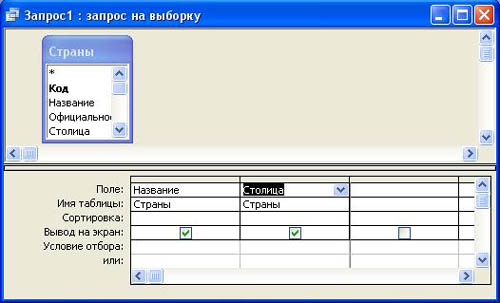 Запрос1 : запрос на выборку
Страны
*
Код
Название
Официально
Столица
Поле: Название Столица
Имя таблицы: Страны Страны
Сортировка:
Вывод на экран:
Условие отбора:
или: